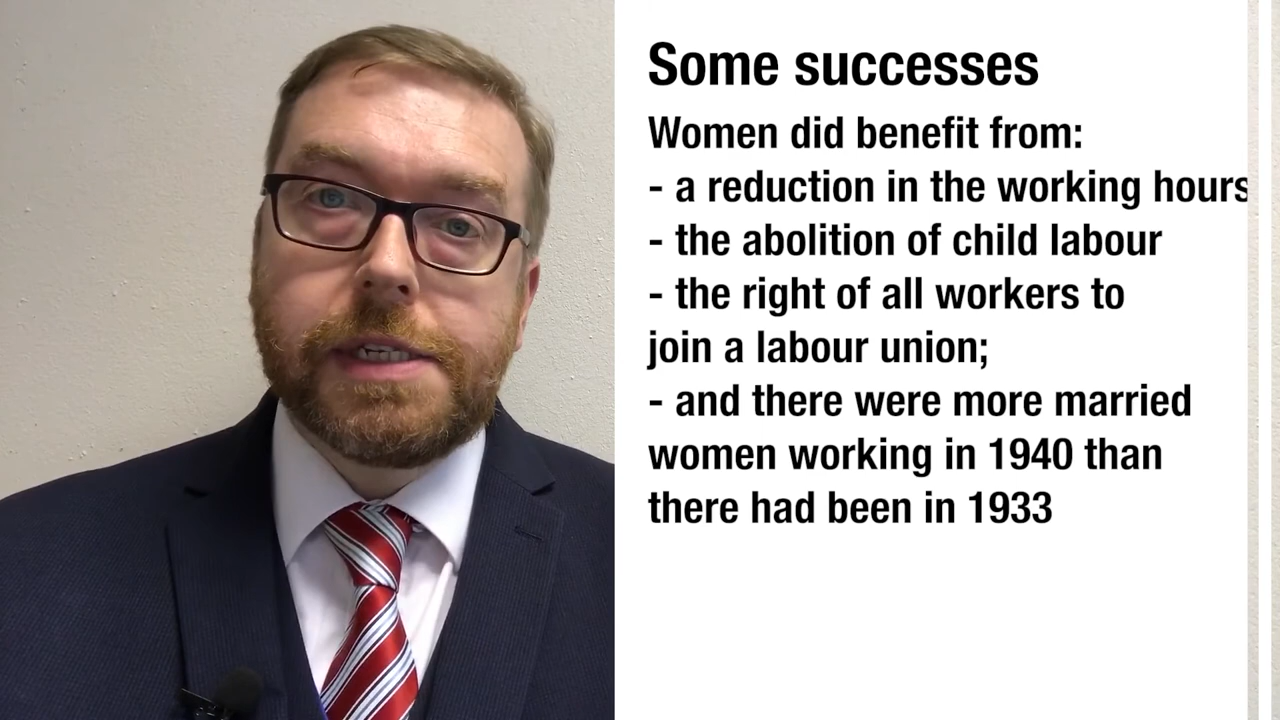 Some successes
Women did benefit from:
- a reduction in the working hours
- the abolition of child labour
- the right of all workers to
join a labour union;
- and there were more married
women working in 1940 than
there had been in 1933